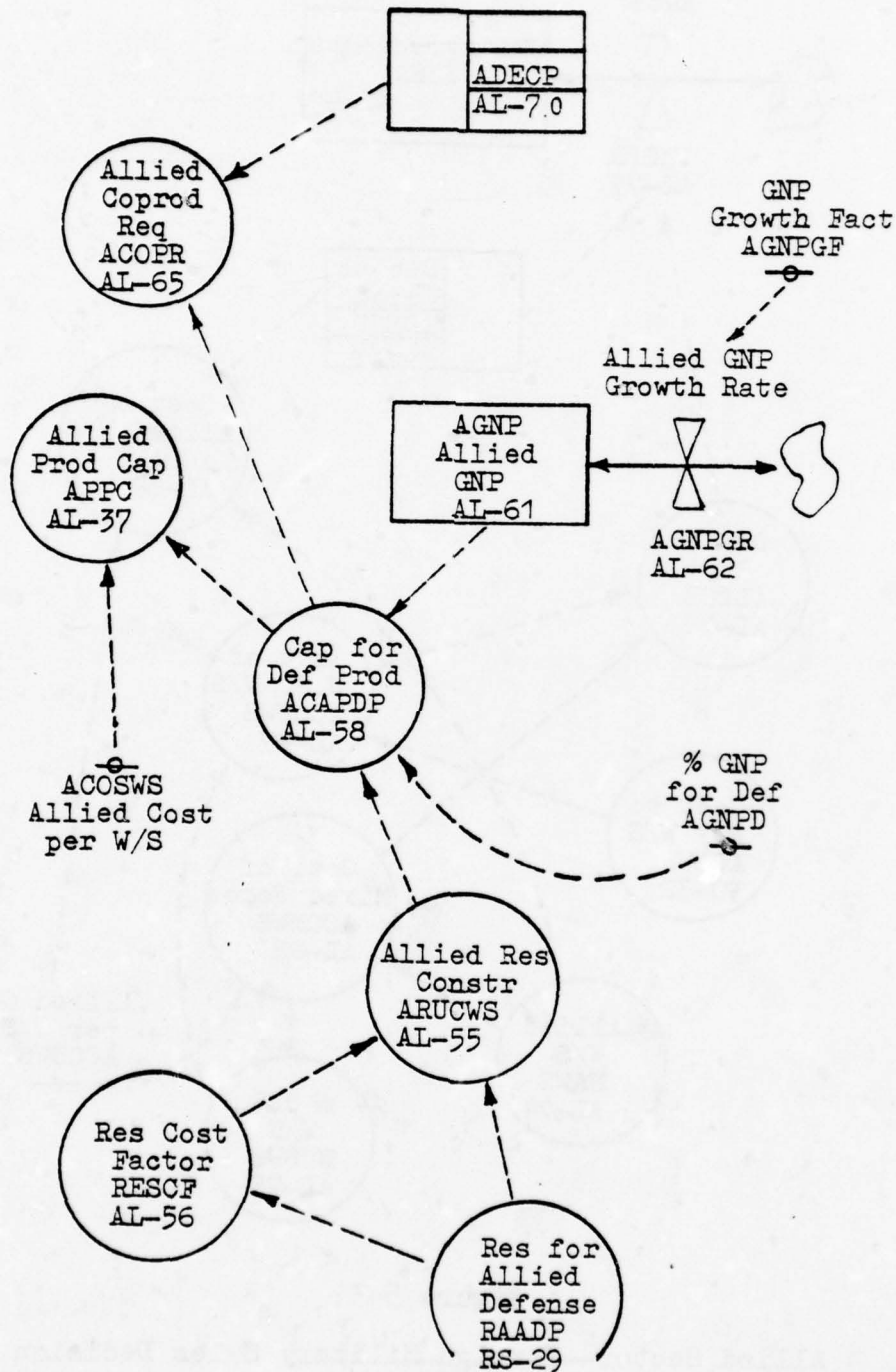 ADECP
AL-7.0
Allied
Coprod
Req
ACOPR
AL-65
GNP
Growth Fact
AGNPGF
Allied GNP
Growth Rate
Allied
Prod Cap
APPC
AL-37
AGNP
Allied
GNP
AL-61
AGNPGR
AL-62
Cap for
Def Prod
ACAPDP
AL-58
ACOSWS
Allied Cost
per W/S
% GNP
for Def
AGNPD
Allied Res
Constr
ARUCWS
AL-55
Res Cost
Factor
RESCF
AL-56
Res for
Allied
Defense
RAADP
RS-29